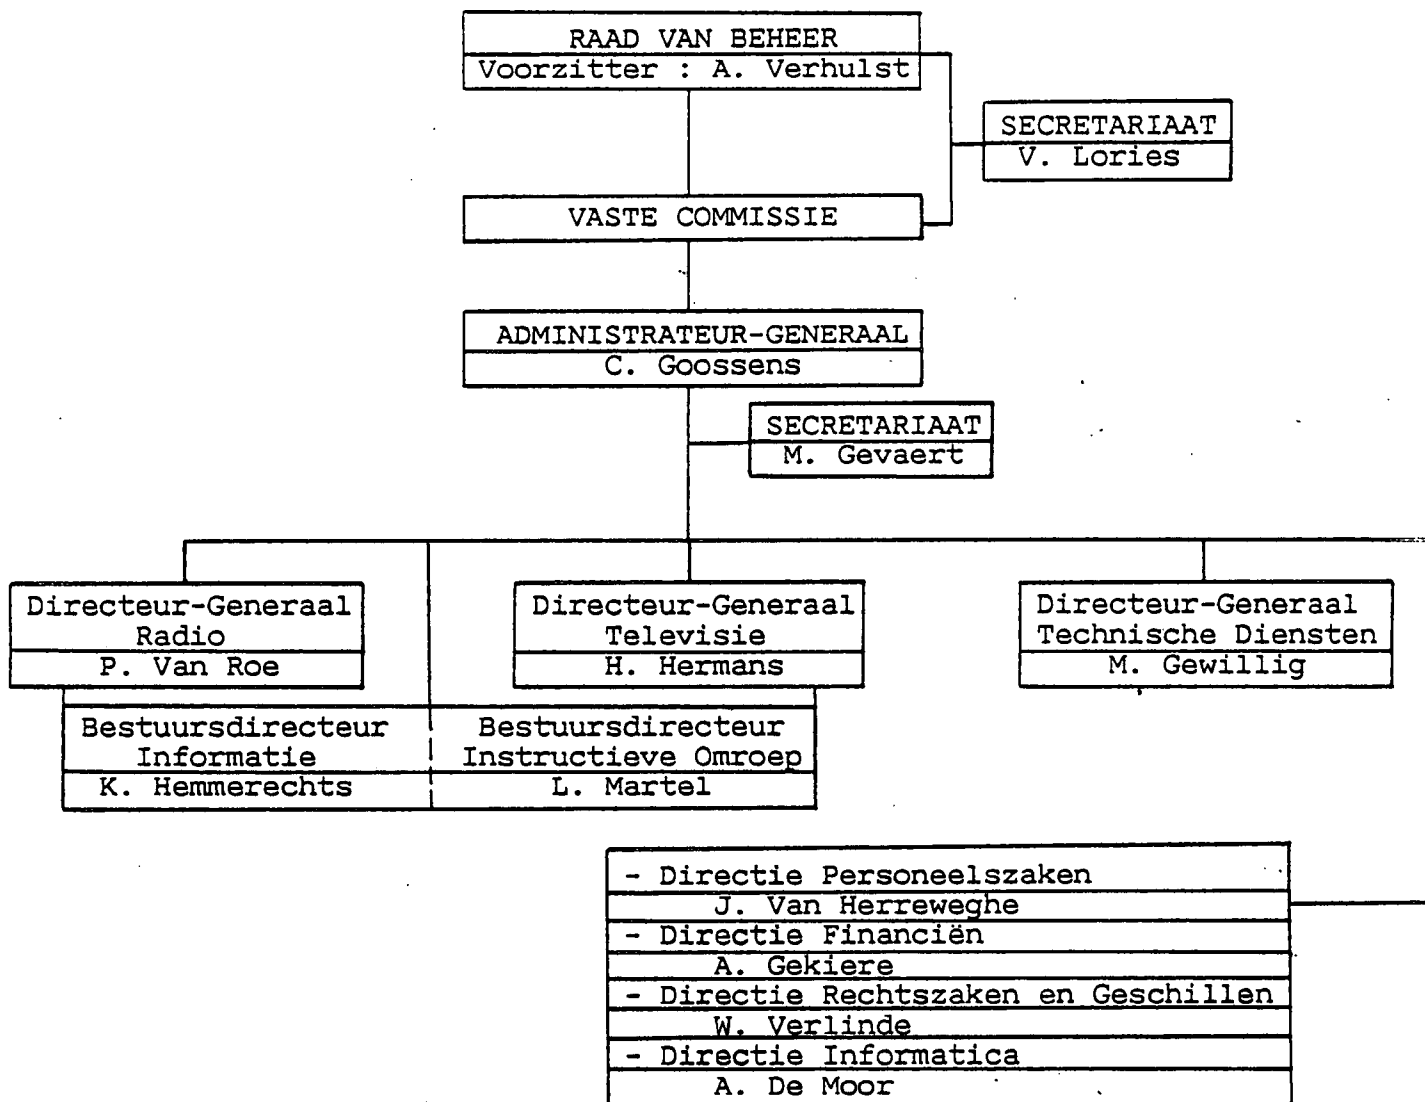 RAAD VAN BEHEER
Voorzitter : A. Verhulst
SECRETARIAAT
V. Lories
VASTE COMMISSIE
ADMINISTRATEUR-GENERAAL
C. Goossens
SECRETARIAAT
M. Gevaert
Directeur-Generaal
Radio
P. Van Roe
Directeur-Generaal
Televisie
H. Hermans
Directeur-Generaal
Technische Diensten
M. Gewillig
Bestuursdirecteur
Informatie
K. Hemmerechts
Bestuursdirecteur
Instructieve Omroep
L. Martel
- Directie Personeelszaken
J. Van Herreweghe
- Directie Financiën
A. Gekiere
- Directie Rechtszaken en Geschillen
W. Verlinde
- Directie Informatica
A. De Moor